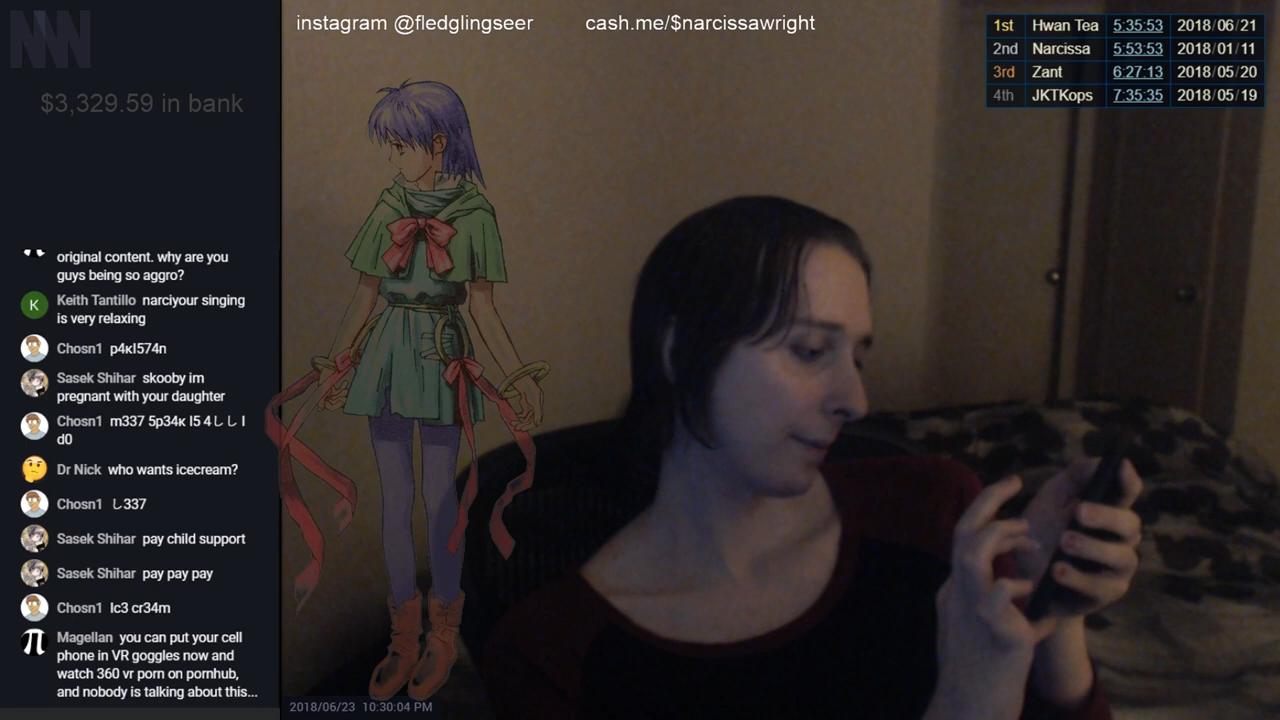 instagram @fledglingseer
cash.me/$narcissawright
1st Hwan Tea 5:35:53 2018/06/21
2nd Narcissa 5:53:53 2018/01/11
3rd Zant 6:27:13 2018/05/20
4th JKTKops 7:35:35 2018/05/19
NNN
$3,329.59 in bank
original content. why are you
guys being so aggro?
K
Keith Tantillo narciyour singing
is very relaxing
Chosn1 p4кl574n
Sasek Shihar skooby im
pregnant with your daughter
Chosn1 m337 5p34к I5 4しし I
d0
Dr Nick who wants icecream?
Chosn1 し337
Sasek Shihar pay child support
Sasek Shihar pay pay pay
Chosn1 Ic3 cr34m
π
Magellan you can put your cell
phone in VR goggles now and
watch 360 vr porn on pornhub,
and nobody is talking about this...
2018/06/23 10:30:04 PM